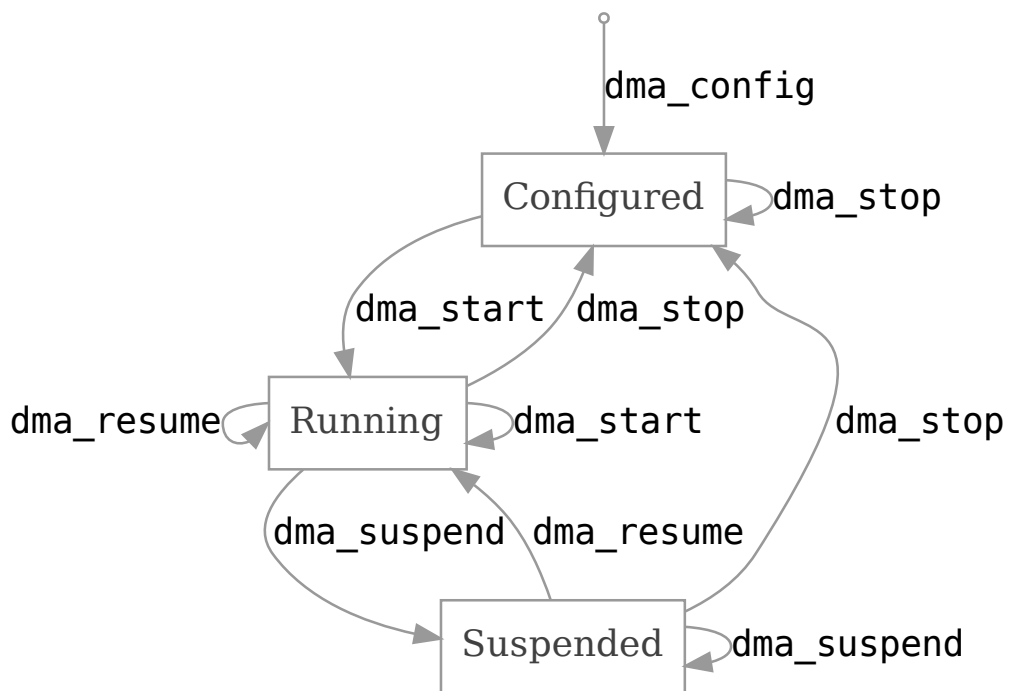 dma_config
Configured
dma_stop
dma_start
dma_stop
dma_resume
Running
dma_start
dma_stop
dma_suspend
dma_resume
Suspended
dma_suspend